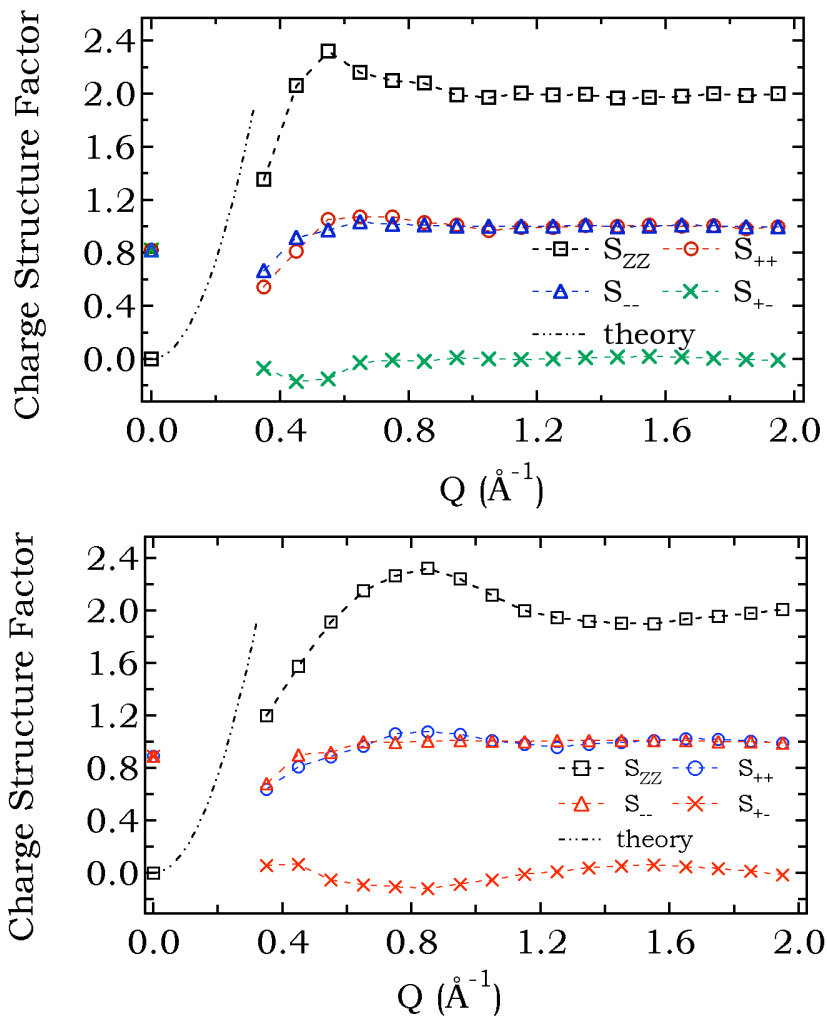 Charge Structure Factor
2.4
2.0
1.6
1.2
0.8
0.4
0.0
S_ZZ S_++
S_-- S_+-
theory
0.0 0.4 0.8 1.2 1.6 2.0
Q (Å^-1)
Charge Structure Factor
2.4
2.0
1.6
1.2
0.8
0.4
0.0
S_ZZ S_++
S_-- S_+-
theory
0.0 0.4 0.8 1.2 1.6 2.0
Q (Å^-1)